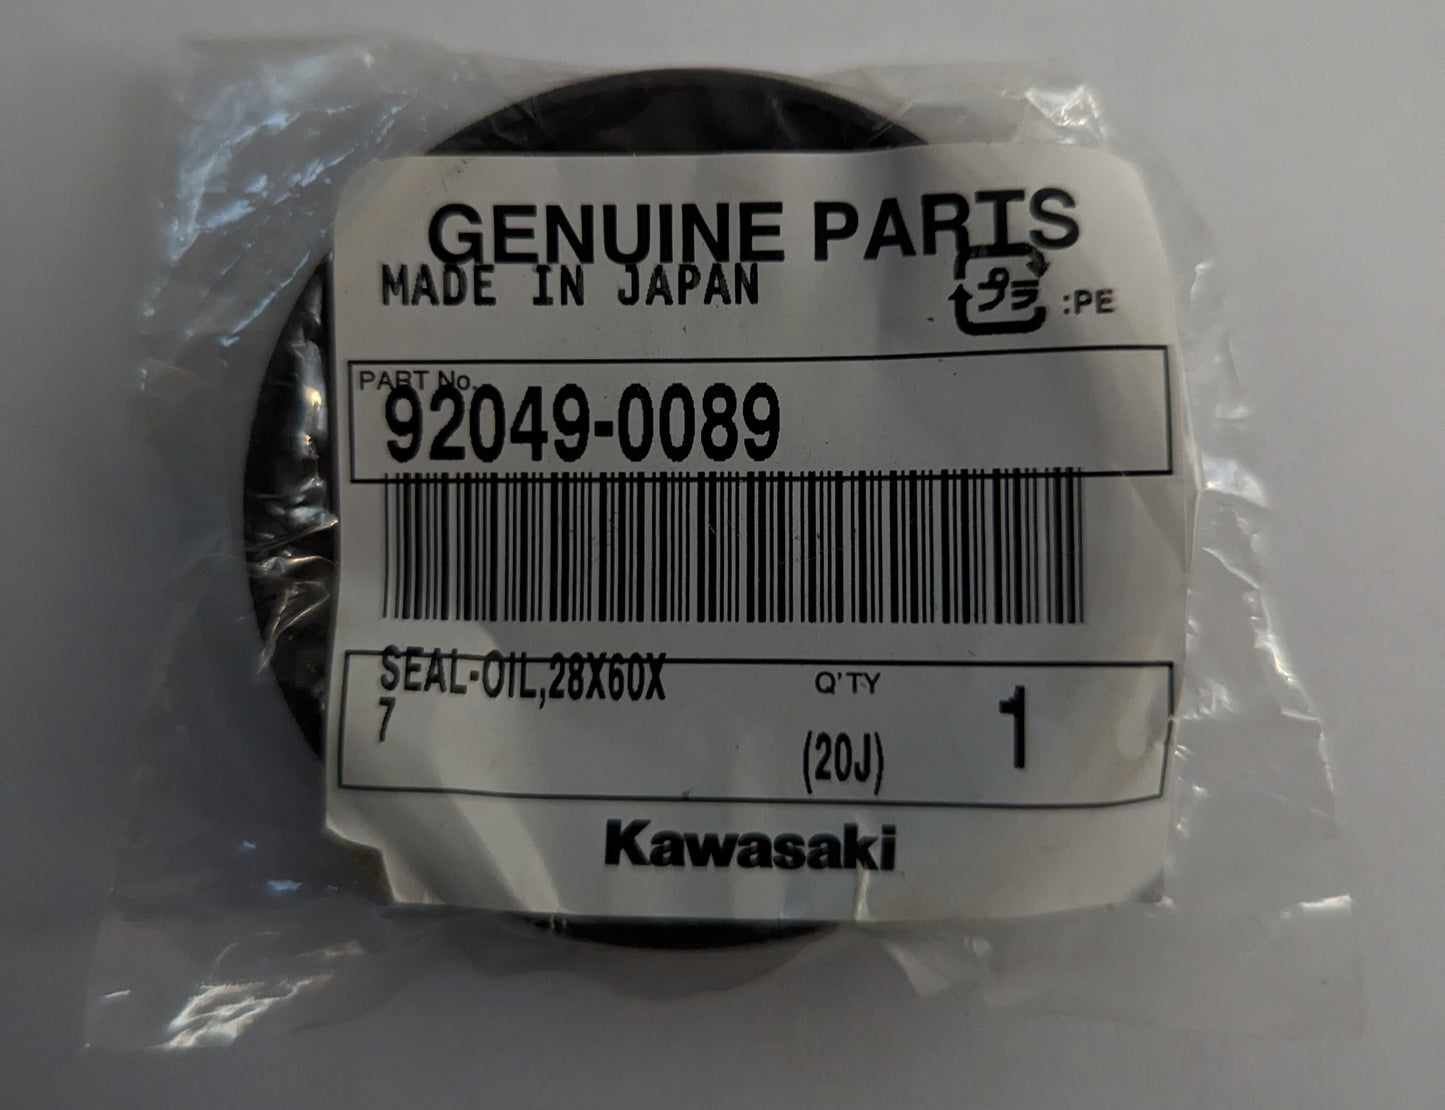 GENUINE PARTS
MADE IN JAPAN
プラ :PE
PART No.
92049-0089
SEAL-OIL,28X60X
7
Q'TY
1
(20J)
Kawasaki